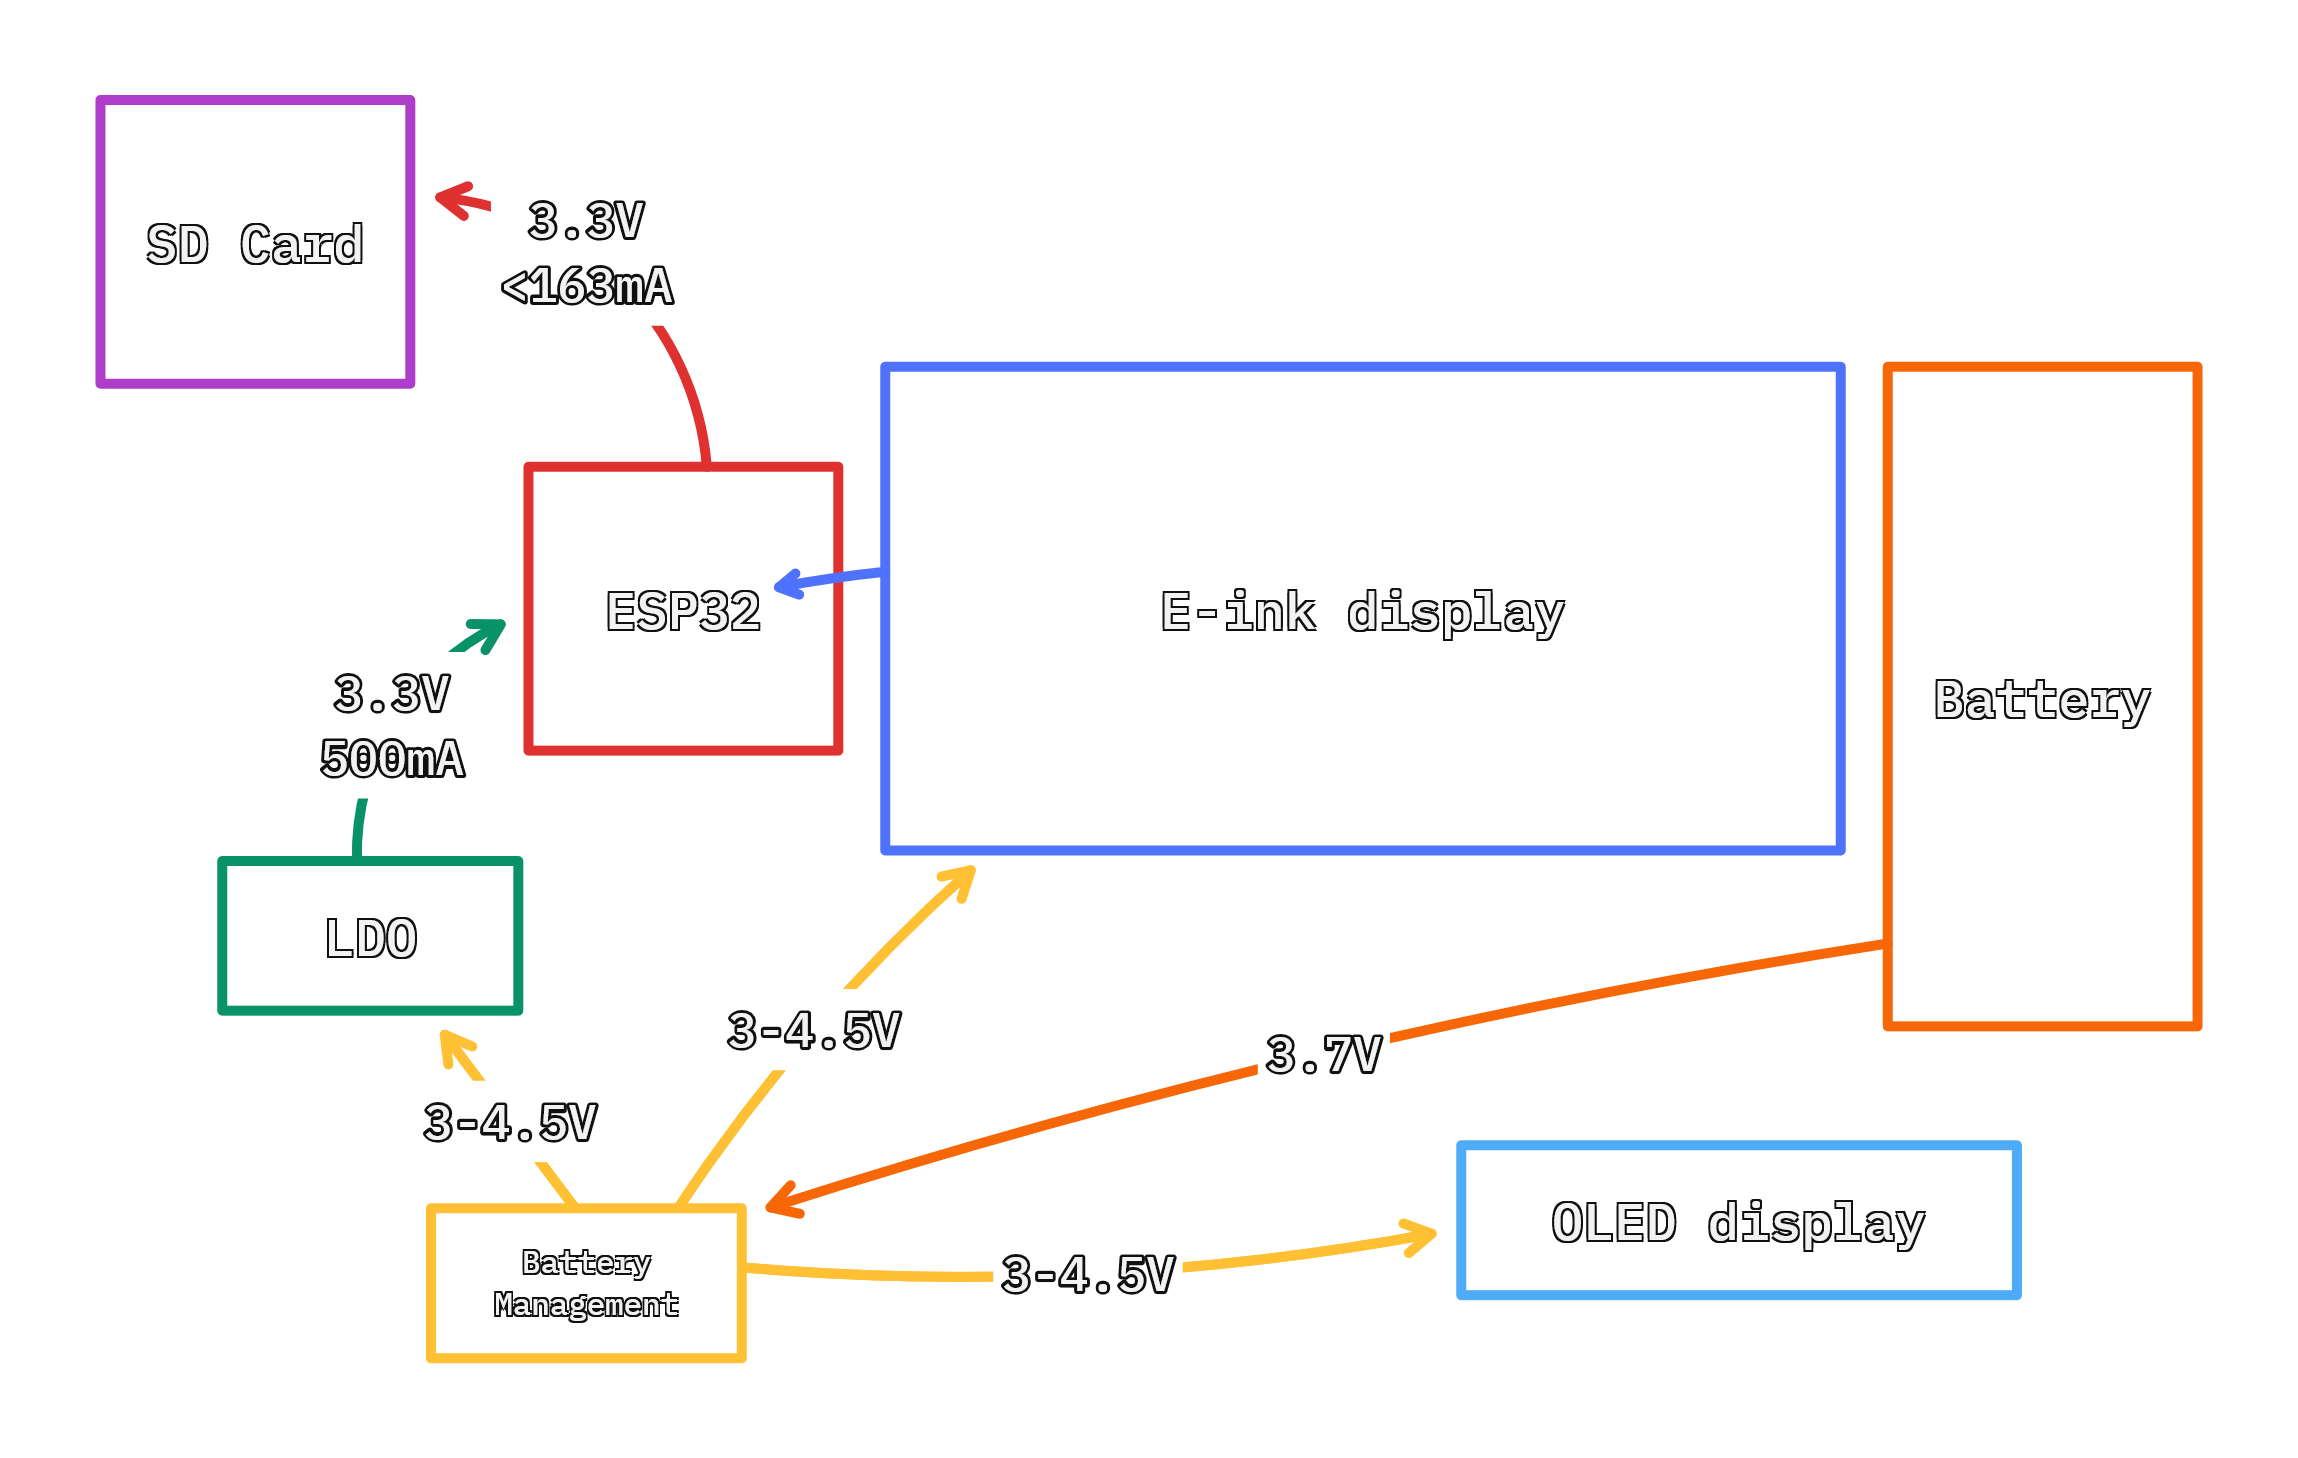 SD Card
3.3V
<163mA
ESP32
E-ink display
Battery
3.3V
500mA
LDO
3-4.5V
3.7V
3-4.5V
OLED display
Battery
Management
3-4.5V